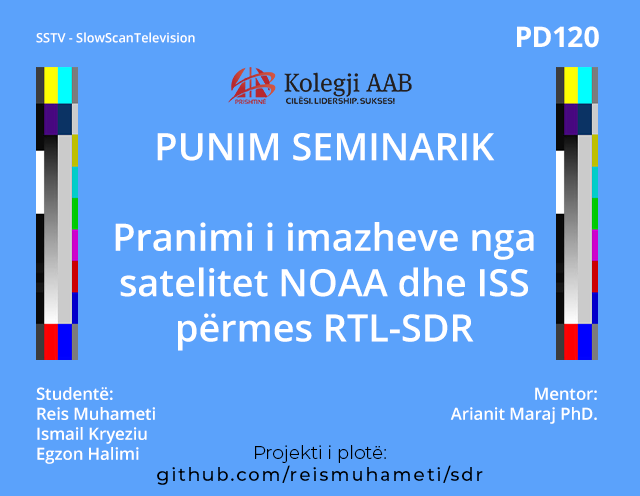 SSTV - SlowScanTelevision
PD120
Kolegji AAB
PRISHTINË
CILËSI. LIDERSHIP. SUKSES!
PUNIM SEMINARIK
Pranimi i imazheve nga
satelitet NOAA dhe ISS
përmes RTL-SDR
Studentë:
Reis Muhameti
Ismail Kryeziu
Egzon Halimi
Mentor:
Arianit Maraj PhD.
Projekti i plotë:
github.com/reismuhameti/sdr